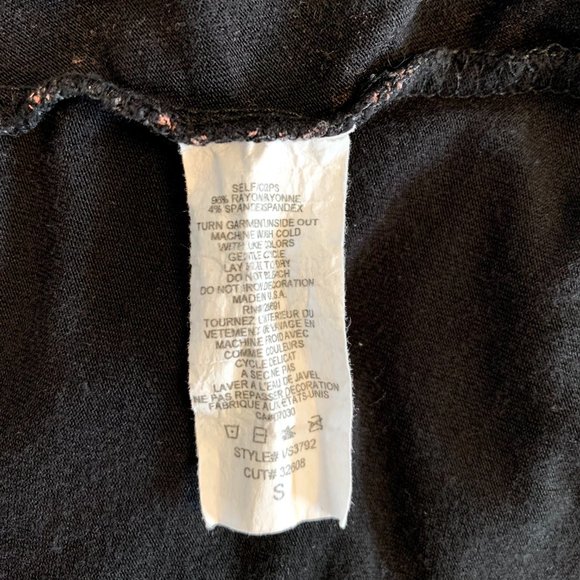 SELF/CORPS
96% RAYON/RAYONNE
4% SPANDEX/SPANDEX
TURN GARMENT INSIDE OUT
MACHINE WASH COLD
WITH LIKE COLORS
GENTLE CYCLE
LAY FLAT TO DRY
DO NOT BLEACH
DO NOT IRON DECORATION
MADE IN U.S.A.
TOURNEZ L'INTERIEUR DU
VETEMENT DE LAVAGE EN
MACHINE FROID AVEC
COMME COULEURS
CYCLE DELICAT
A SEC NE PAS
LAVER À L'EAU DE JAVEL
NE PAS REPASSER DECORATION
FABRIQUE AUX ETATS-UNIS
STYLE# VS3792
CUT# 32608
S